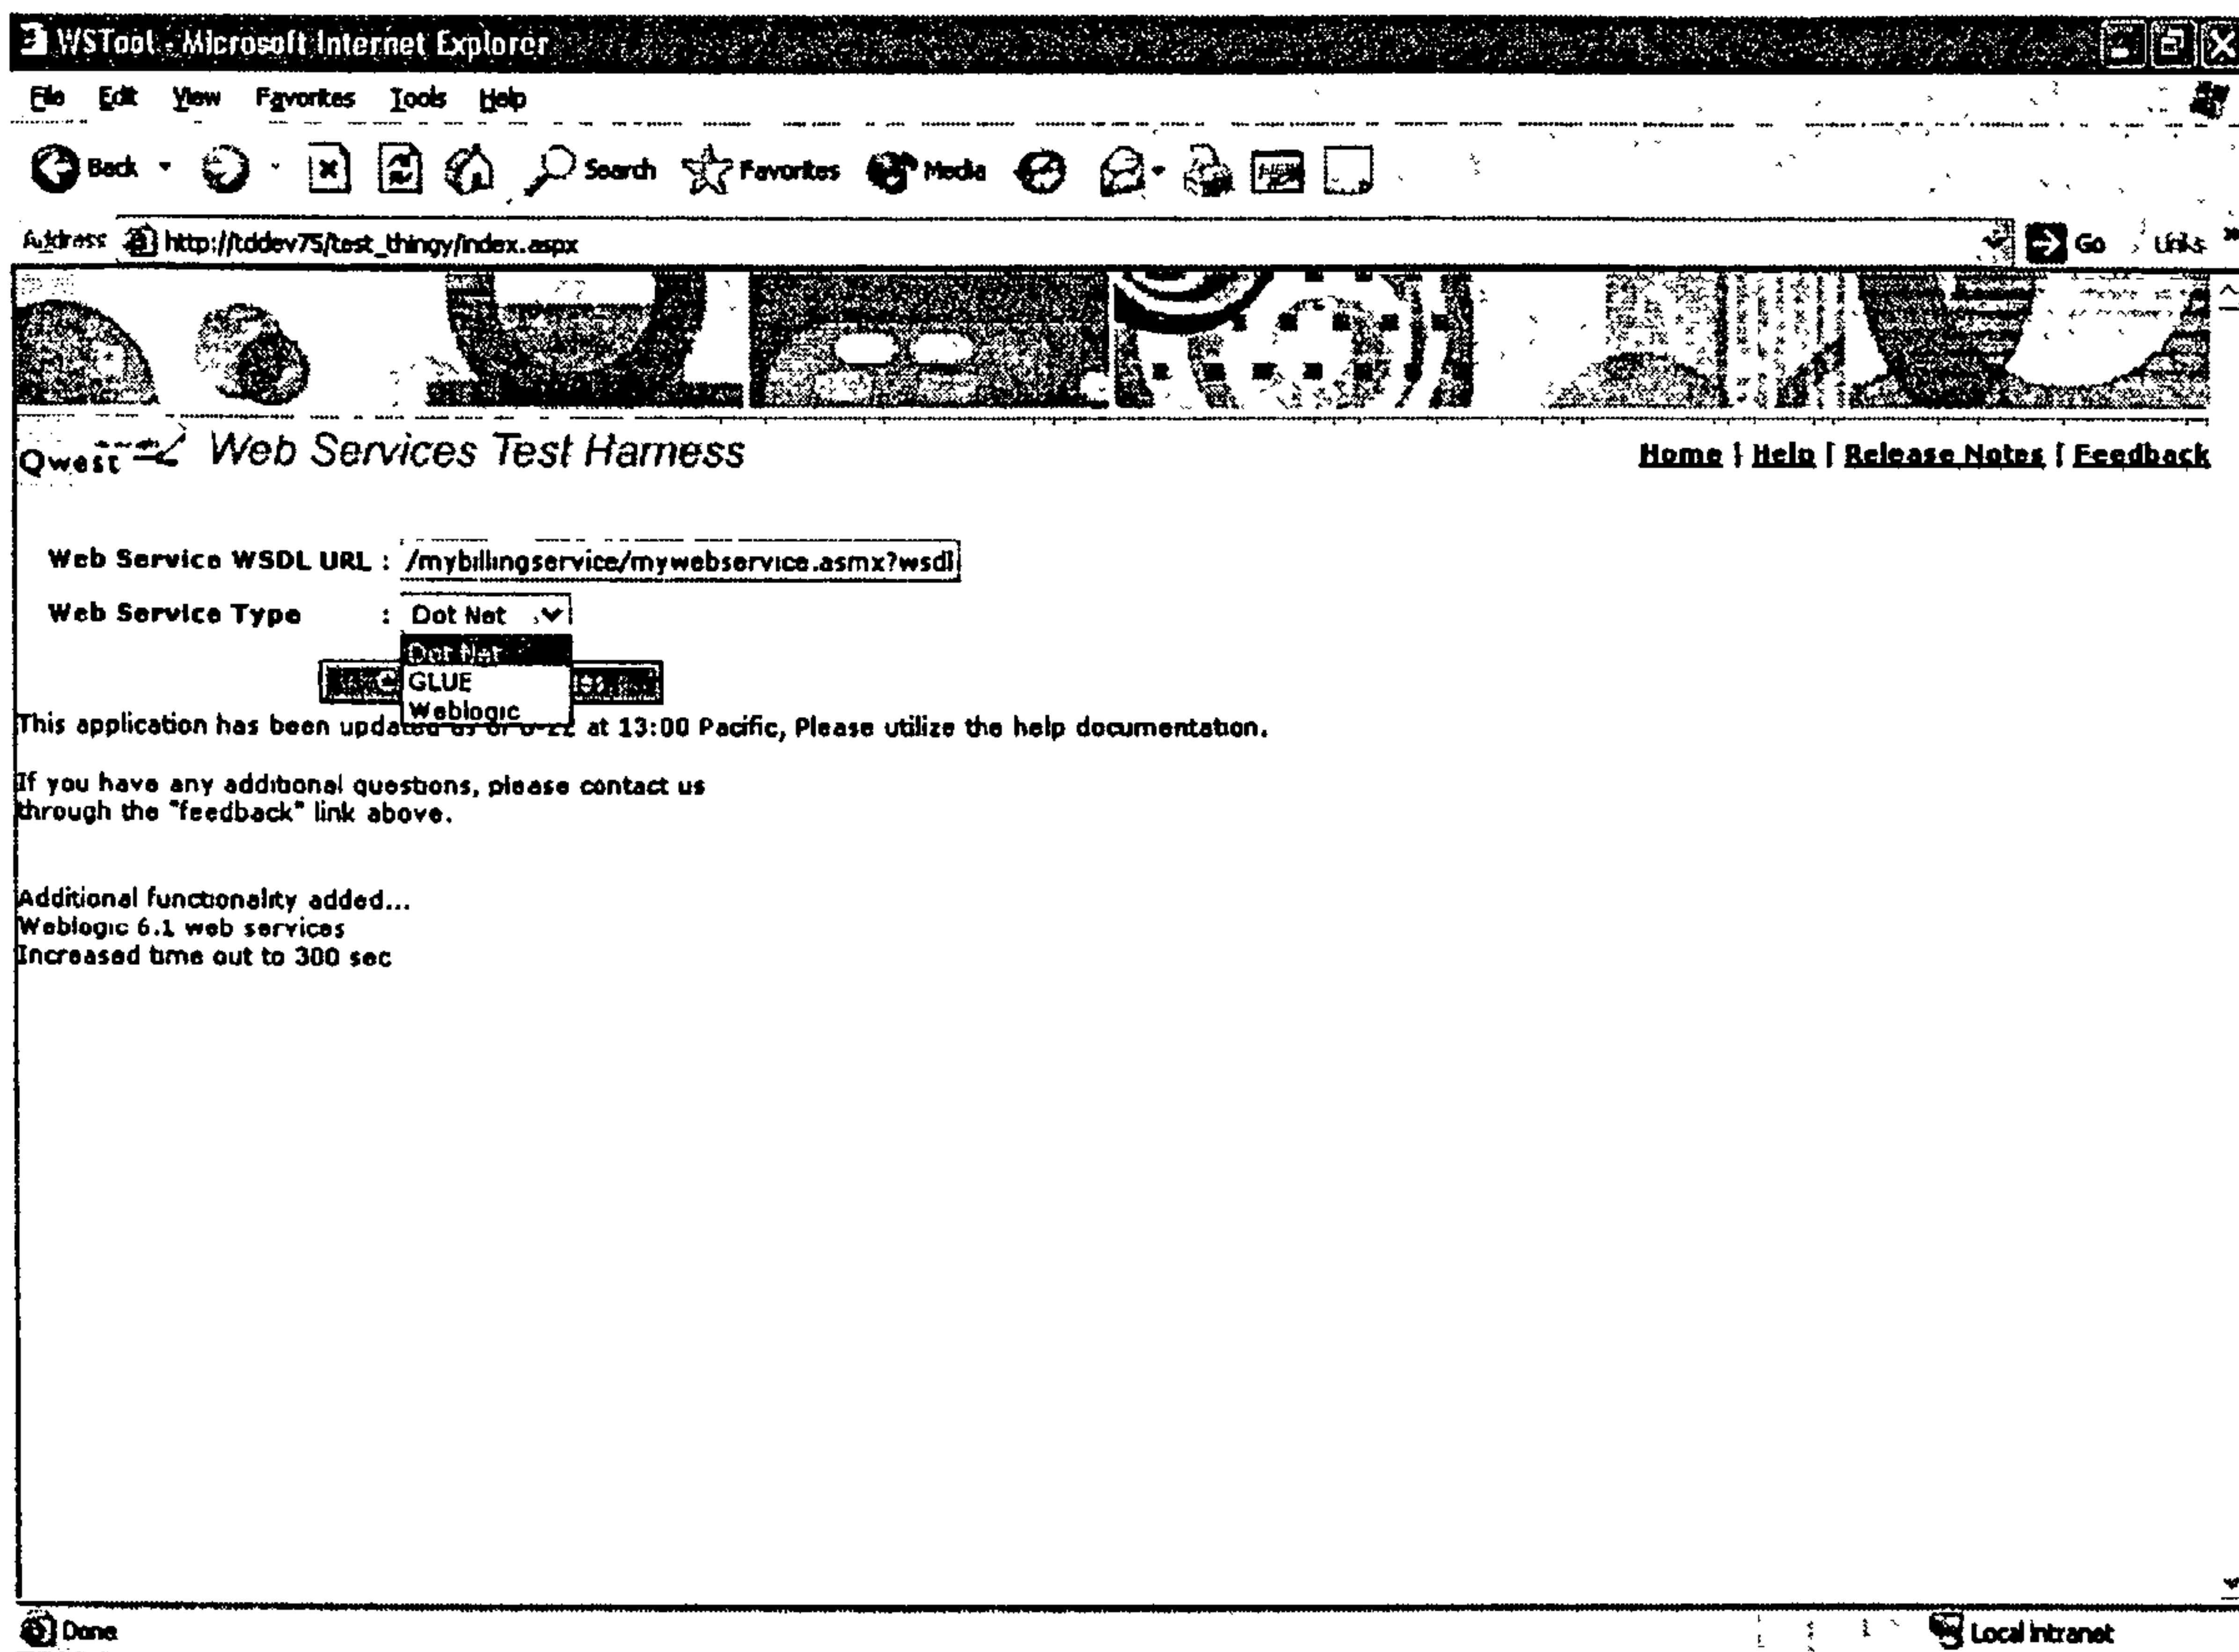 WSTool - Microsoft Internet Explorer
File Edit View Favorites Tools Help
Back Search Favorites Media
Address http://tddev75/test_thingy/index.aspx Go Links
Qwest Web Services Test Harness Home | Help | Release Notes | Feedback
Web Service WSDL URL : /mybillingservice/mywebservice.asmx?wsdl
Web Service Type : Dot Net
Dot Net
GLUE
Weblogic
This application has been updated as of at 13:00 Pacific, Please utilize the help documentation.
If you have any additional questions, please contact us
through the "feedback" link above.
Additional functionality added...
Weblogic 6.1 web services
Increased time out to 300 sec
Done Local intranet